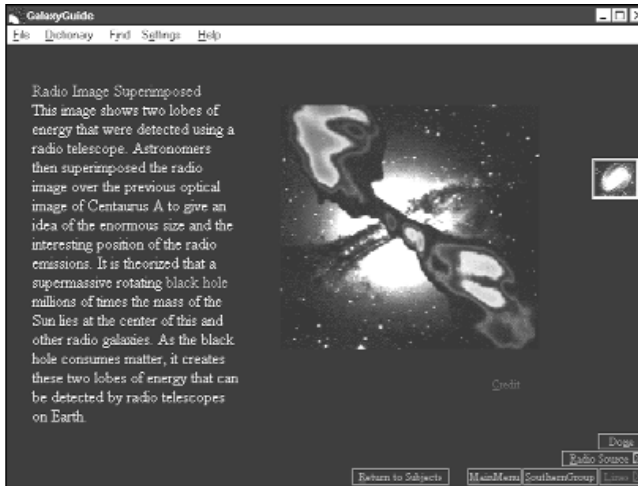 GalaxyGuide
File Dictionary Find Settings Help
Radio Image Superimposed
This image shows two lobes of
energy that were detected using a
radio telescope. Astronomers
then superimposed the radio
image over the previous optical
image of Centaurus A to give an
idea of the enormous size and the
interesting position of the radio
emissions. It is theorized that a
supermassive rotating black hole
millions of times the mass of the
Sun lies at the center of this and
other radio galaxies. As the black
hole consumes matter, it creates
these two lobes of energy that can
be detected by radio telescopes
on Earth.
Credit
Done
Radio Source
Return to Subjects MainMenu SouthernGroup Lines